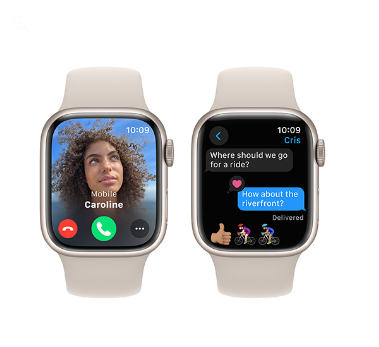 10:09
Mobile
Caroline
10:09
Cris
Where should we go
for a ride?
How about the
riverfront?
Delivered